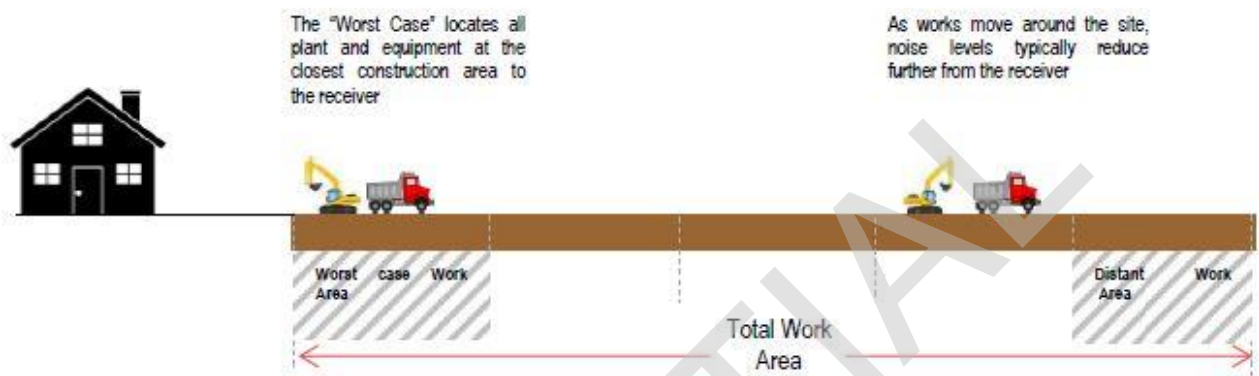 The “Worst Case” locates all
plant and equipment at the
closest construction area to
the receiver
As works move around the site,
noise levels typically reduce
further from the receiver
Worst case Work
Area
Distant Work
Area
Total Work
Area
TIAL